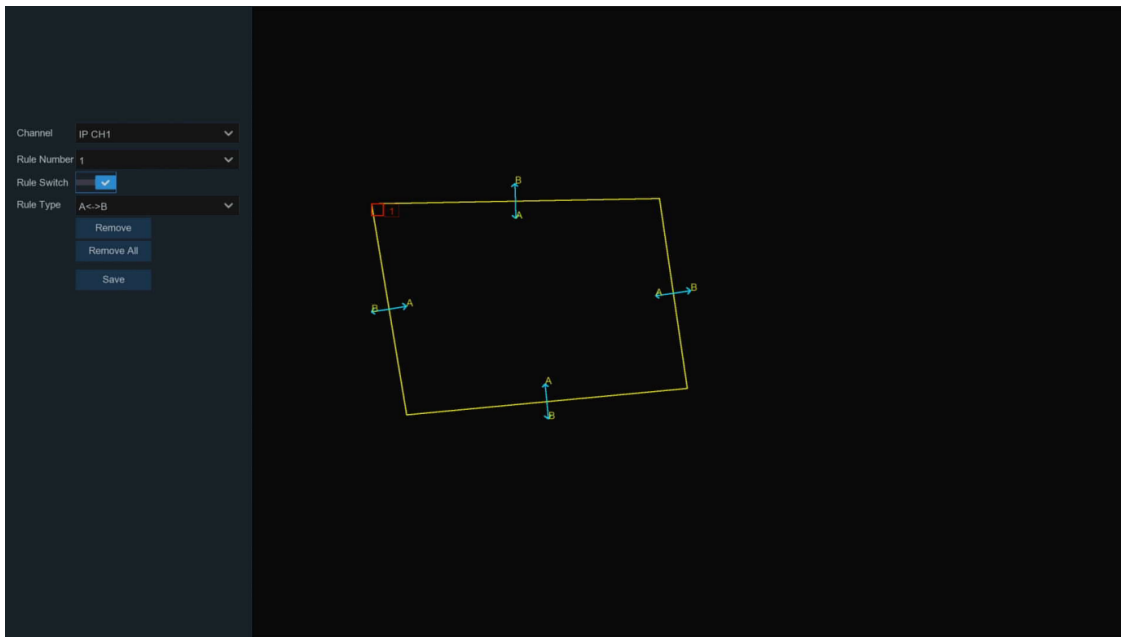 Channel IP CH1
Rule Number 1
Rule Switch
Rule Type A<->B
Remove
Remove All
Save
B
1
A
A B
B A
A
B